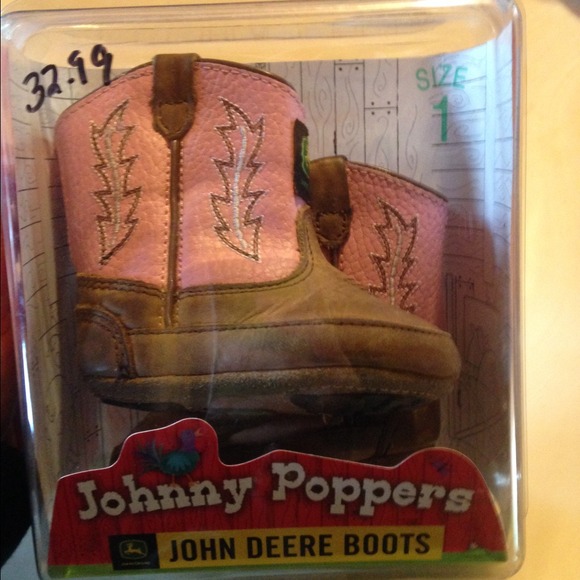 32.99
SIZE
1
Johnny Poppers
JOHN DEERE BOOTS